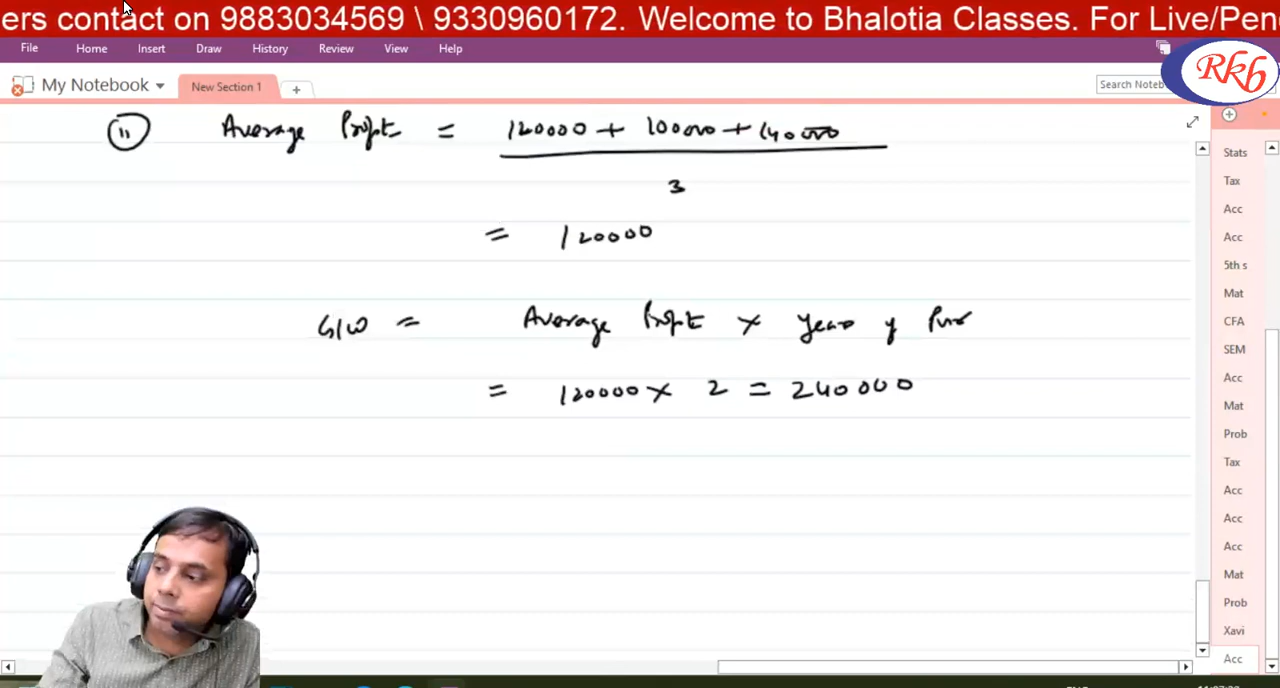 ers contact on 9883034569 \ 9330960172. Welcome to Bhalotia Classes. For Live/Pen
File Home Insert Draw History Review View Help
Rkb
My Notebook New Section 1 + Search Noteb
11 Average Profit = 120000 + 100000 + 140000
3
= 120000
G/W = Average Profit × Years of Pur
= 120000 × 2 = 240000
Stats
Tax
Acc
Acc
5th s
Mat
CFA
SEM
Acc
Mat
Prob
Tax
Acc
Acc
Acc
Mat
Prob
Xavi
Acc